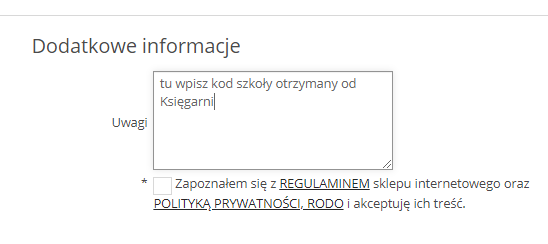 Dodatkowe informacje
tu wpisz kod szkoły otrzymany od
Księgarni
Uwagi
* Zapoznałem się z REGULAMINEM sklepu internetowego oraz
POLITYKĄ PRYWATNOŚCI, RODO i akceptuję ich treść.